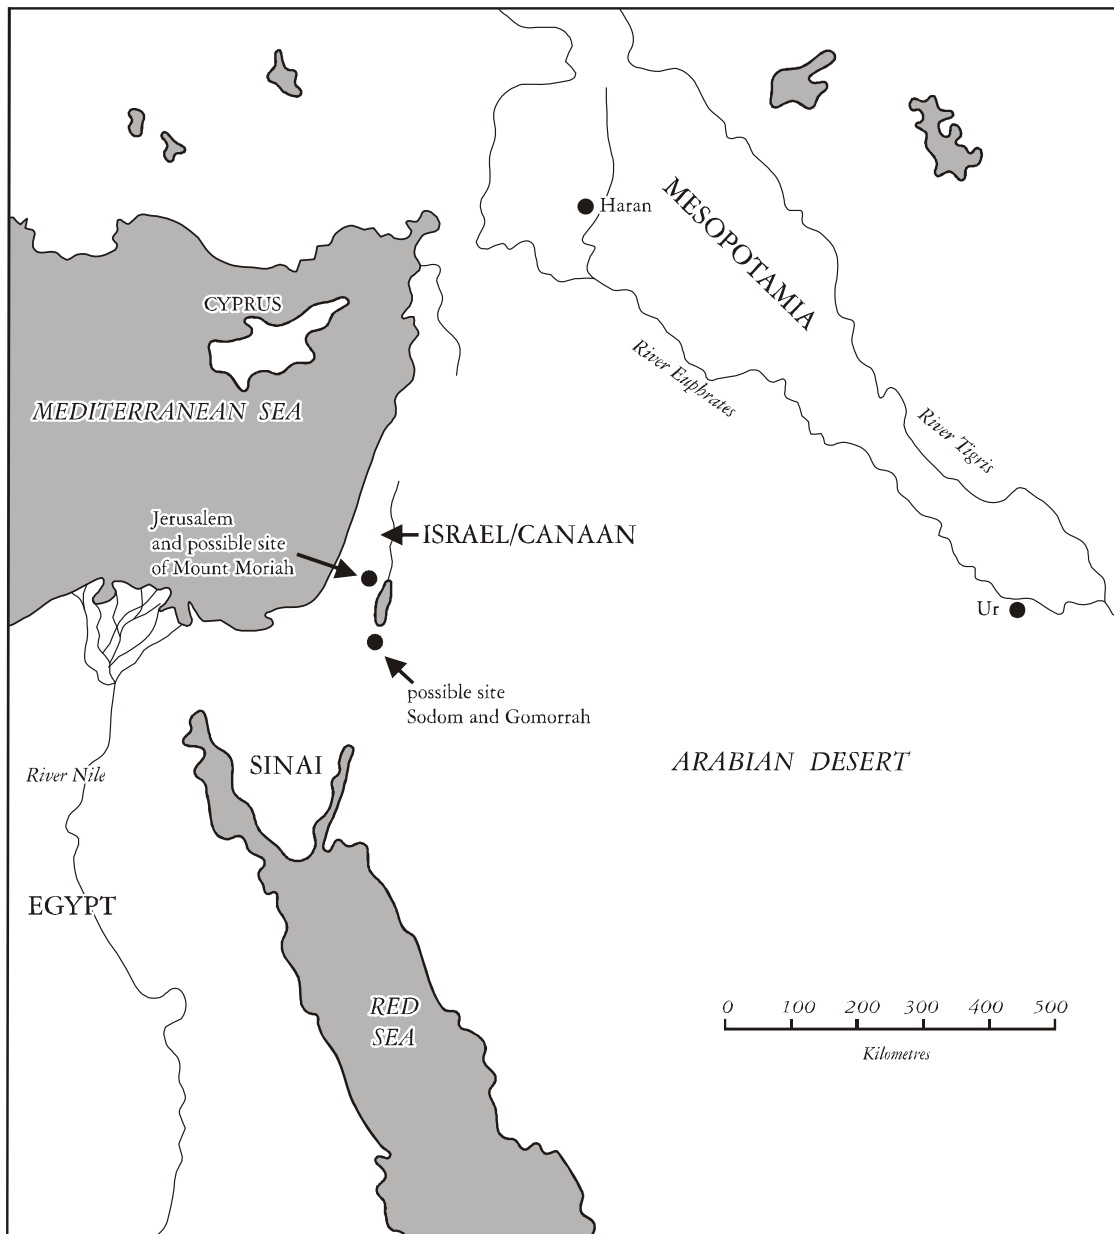 Haran
MESOPOTAMIA
CYPRUS
River Euphrates
MEDITERRANEAN SEA
River Tigris
Jerusalem
and possible site
of Mount Moriah
ISRAEL/CANAAN
Ur
possible site
Sodom and Gomorrah
SINAI
ARABIAN DESERT
River Nile
EGYPT
RED
SEA
0 100 200 300 400 500
Kilometres